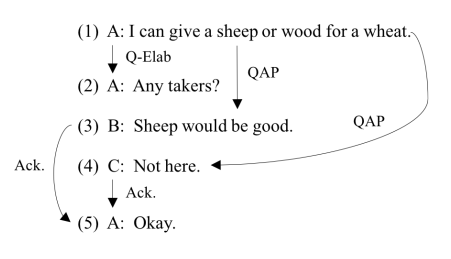 (1) A: I can give a sheep or wood for a wheat.
Q-Elab
QAP
(2) A: Any takers?
(3) B: Sheep would be good.
QAP
Ack.
(4) C: Not here.
Ack.
(5) A: Okay.